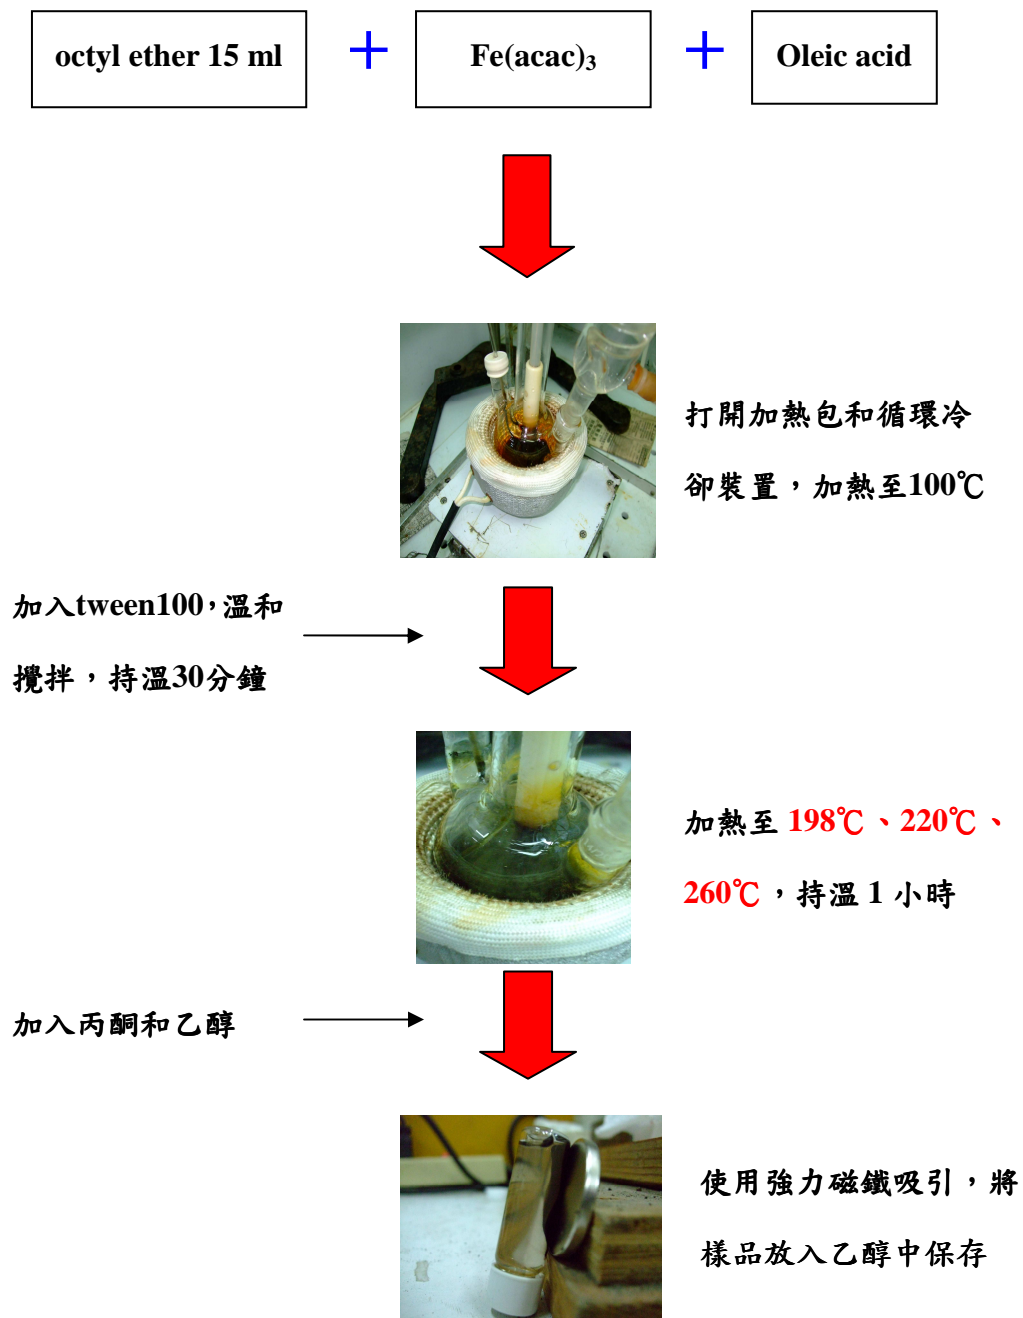 octyl ether 15 ml + Fe(acac)₃ + Oleic acid
打開加熱包和循環冷
卻裝置，加熱至100℃
加入tween100，溫和
攪拌，持溫30分鐘
加熱至 198℃、220℃、
260℃，持溫 1 小時
加入丙酮和乙醇
使用強力磁鐵吸引，將
樣品放入乙醇中保存